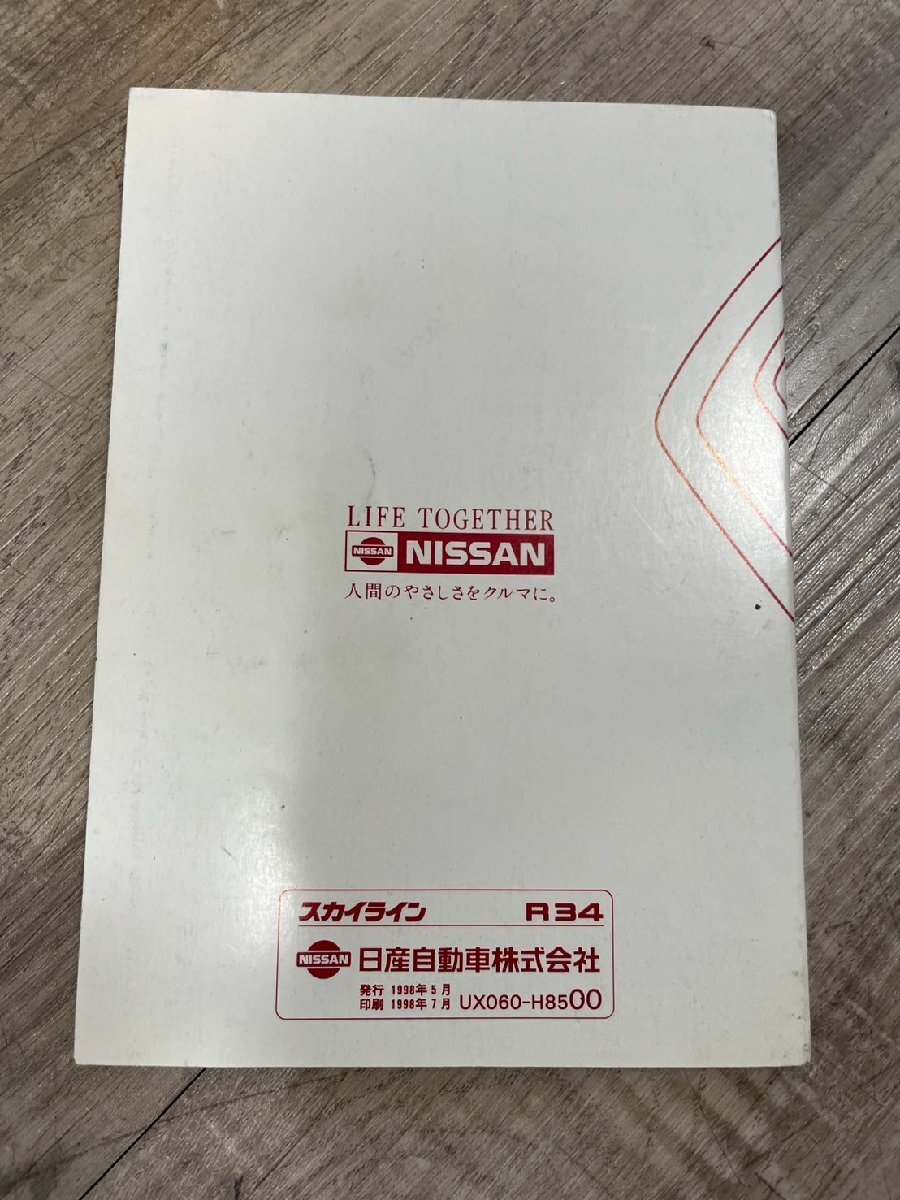 LIFE TOGETHER
NISSAN NISSAN
人間のやさしさをクルマに。
スカイライン R34
NISSAN 日産自動車株式会社
発行 1998年5月
印刷 1998年7月 UX060-H8500